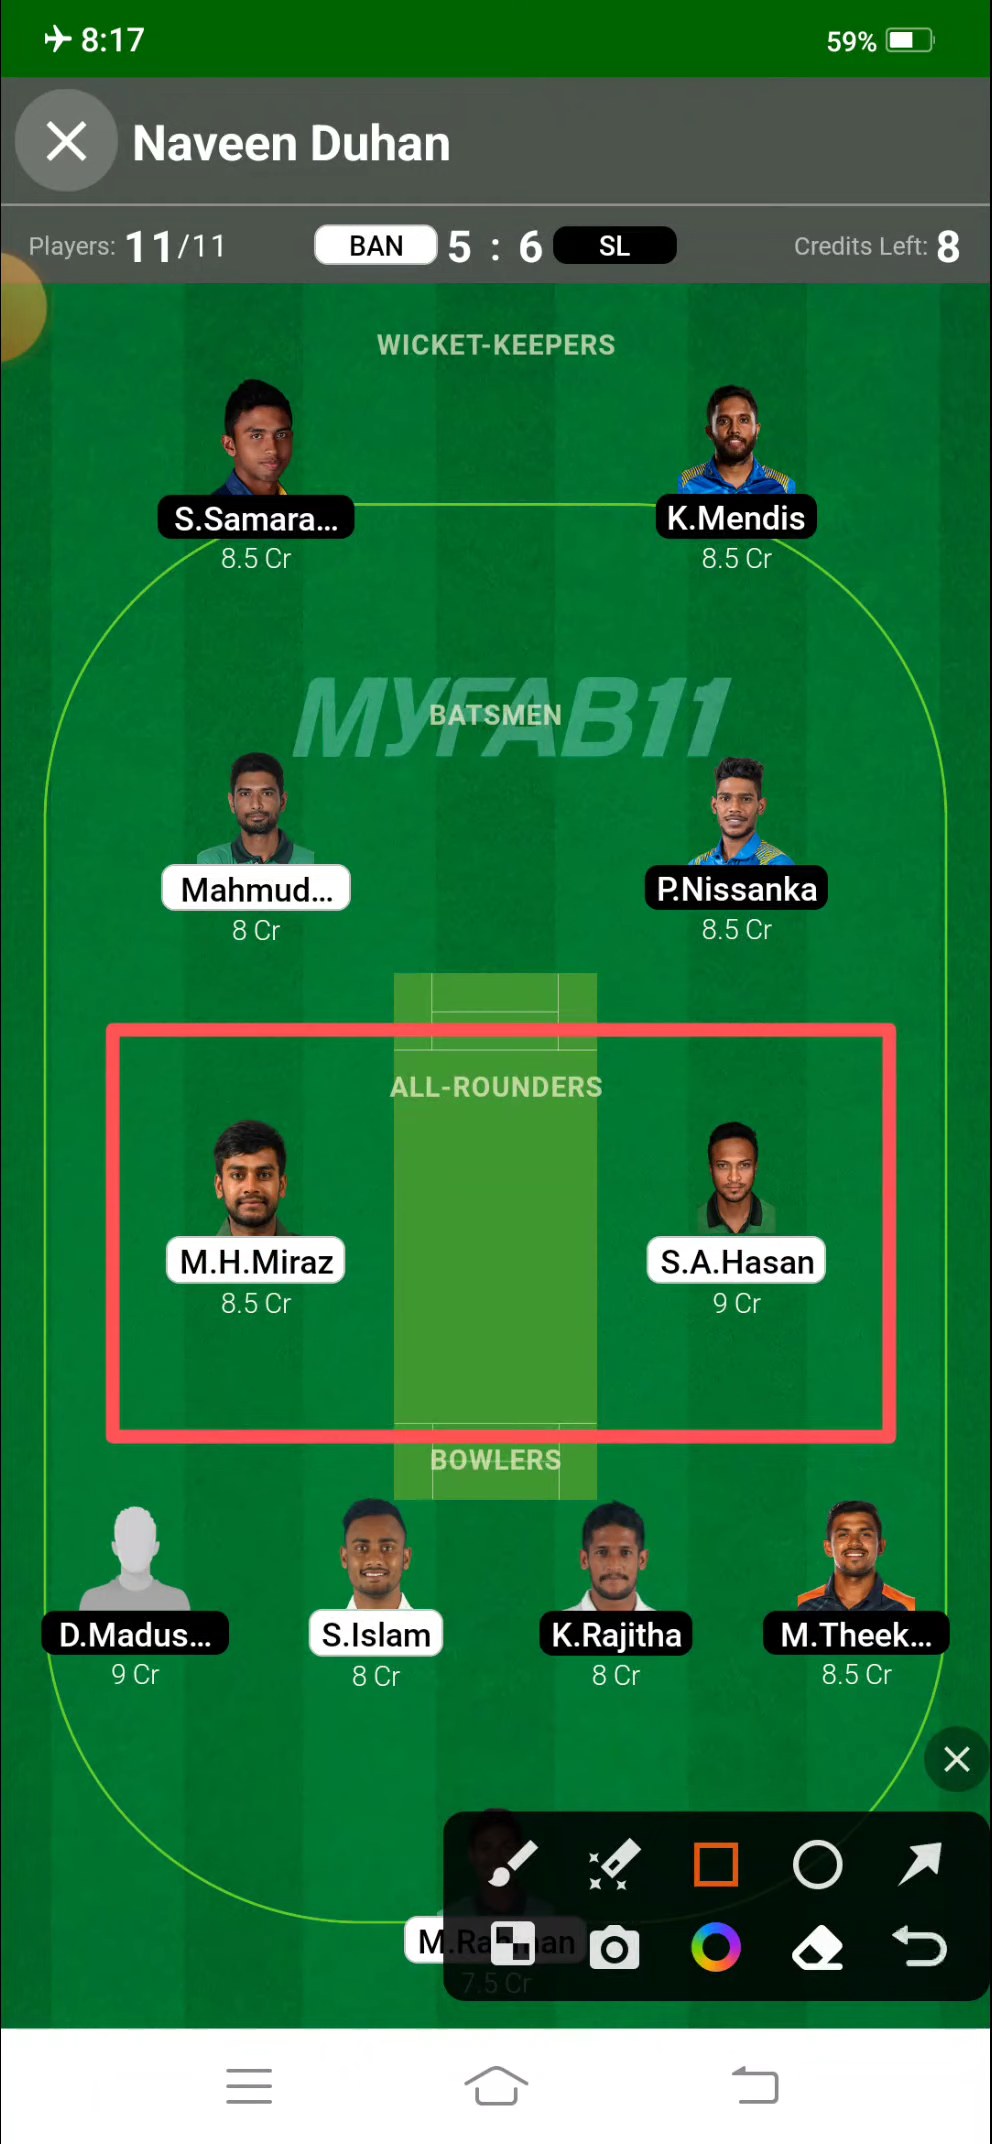 8:17 59%
Naveen Duhan
Players: 11/11 BAN 5 : 6 SL Credits Left: 8
WICKET-KEEPERS
S.Samara... K.Mendis
8.5 Cr 8.5 Cr
MYFAB11
BATSMEN
Mahmud... P.Nissanka
8 Cr 8.5 Cr
ALL-ROUNDERS
M.H.Miraz S.A.Hasan
8.5 Cr 9 Cr
BOWLERS
D.Madus... S.Islam K.Rajitha M.Theek...
9 Cr 8 Cr 8 Cr 8.5 Cr
M.Rahman
7.5 Cr